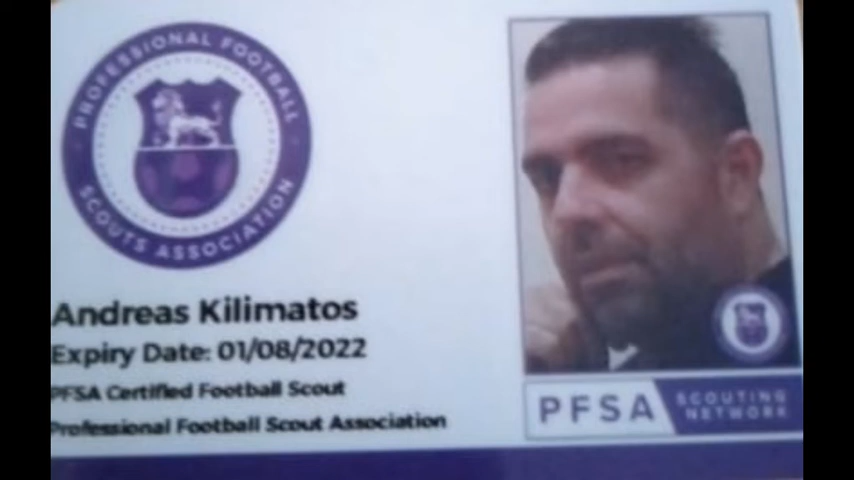 PROFESSIONAL FOOTBALL
SCOUTS ASSOCIATION
Andreas Kilimatos
Expiry Date: 01/08/2022
PFSA Certified Football Scout
Professional Football Scout Association
PFSA
SCOUTING
NETWORK